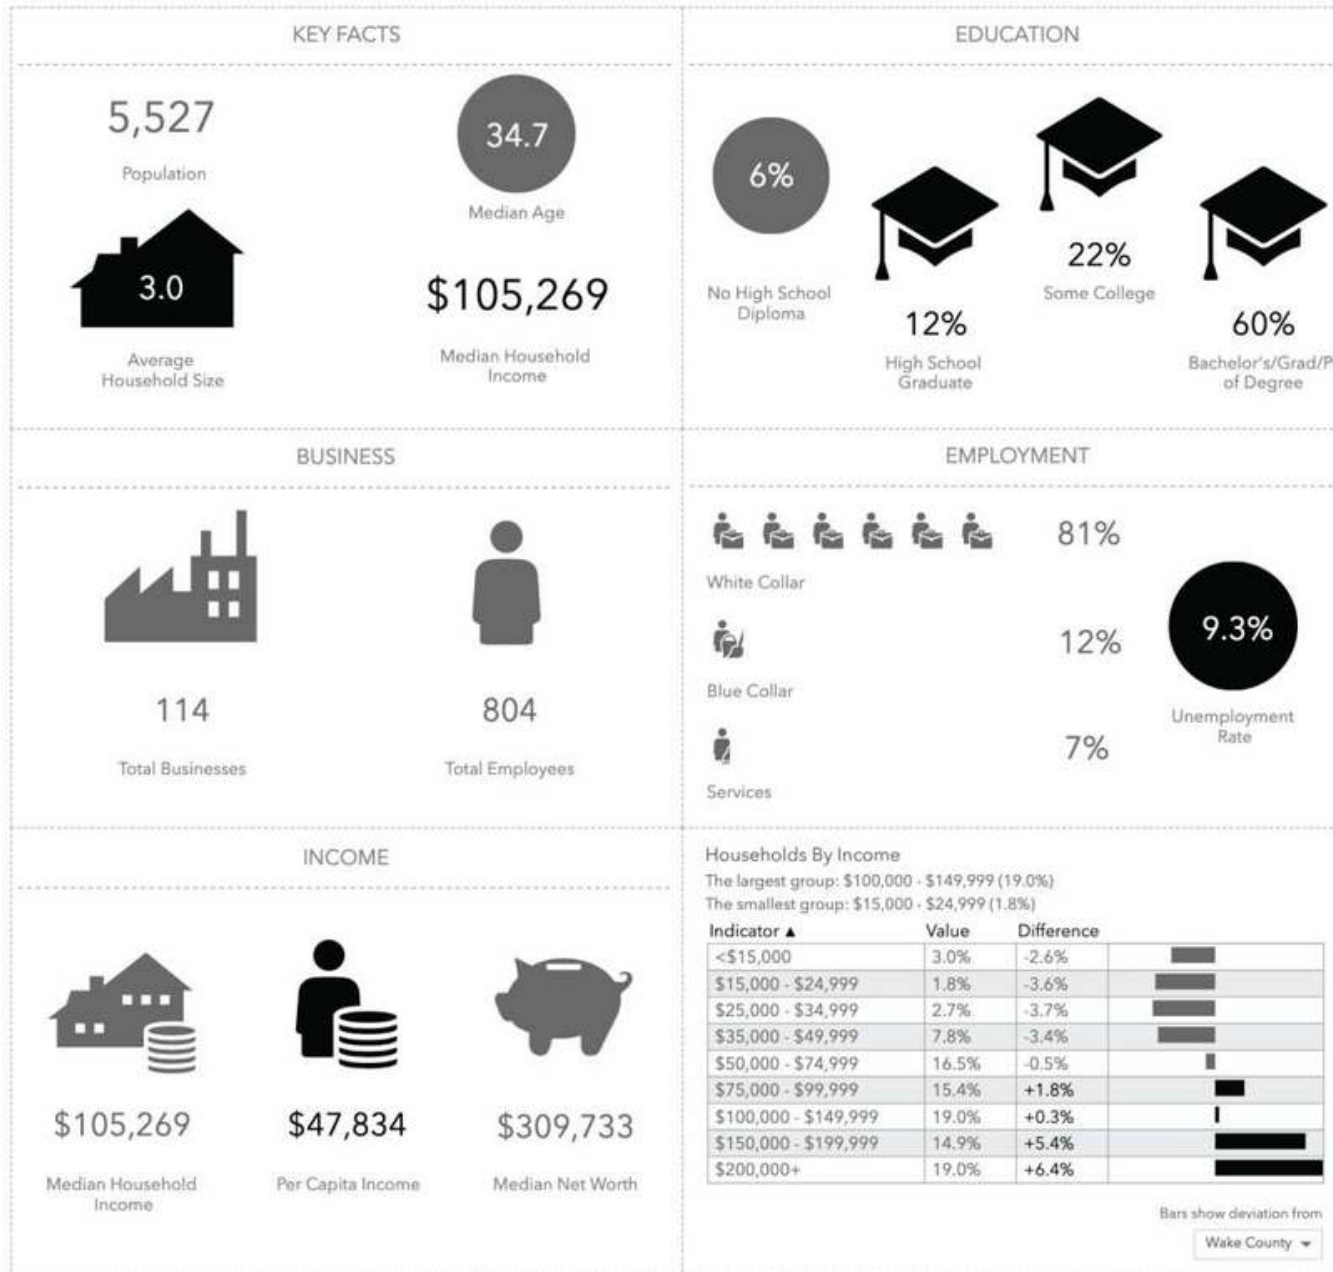 KEY FACTS
5,527
Population
34.7
Median Age
3.0
Average
Household Size
$105,269
Median Household
Income
EDUCATION
6%
No High School
Diploma
12%
High School
Graduate
22%
Some College
60%
Bachelor's/Grad/P
of Degree
BUSINESS
114
Total Businesses
804
Total Employees
EMPLOYMENT
81%
White Collar
12%
Blue Collar
7%
Services
9.3%
Unemployment
Rate
INCOME
$105,269
Median Household
Income
$47,834
Per Capita Income
$309,733
Median Net Worth
Households By Income
The largest group: $100,000 - $149,999 (19.0%)
The smallest group: $15,000 - $24,999 (1.8%)
Indicator ▲ Value Difference
<$15,000 3.0% -2.6%
$15,000 - $24,999 1.8% -3.6%
$25,000 - $34,999 2.7% -3.7%
$35,000 - $49,999 7.8% -3.4%
$50,000 - $74,999 16.5% -0.5%
$75,000 - $99,999 15.4% +1.8%
$100,000 - $149,999 19.0% +0.3%
$150,000 - $199,999 14.9% +5.4%
$200,000+ 19.0% +6.4%
Bars show deviation from
Wake County